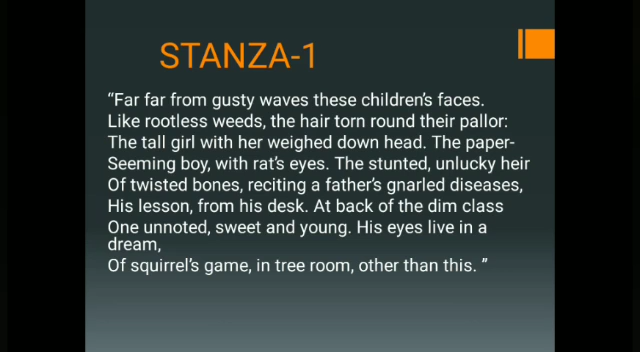 STANZA-1
“Far far from gusty waves these children’s faces.
Like rootless weeds, the hair torn round their pallor:
The tall girl with her weighed down head. The paper-
Seeming boy, with rat’s eyes. The stunted, unlucky heir
Of twisted bones, reciting a father’s gnarled diseases,
His lesson, from his desk. At back of the dim class
One unnoted, sweet and young. His eyes live in a
dream,
Of squirrel’s game, in tree room, other than this. ”